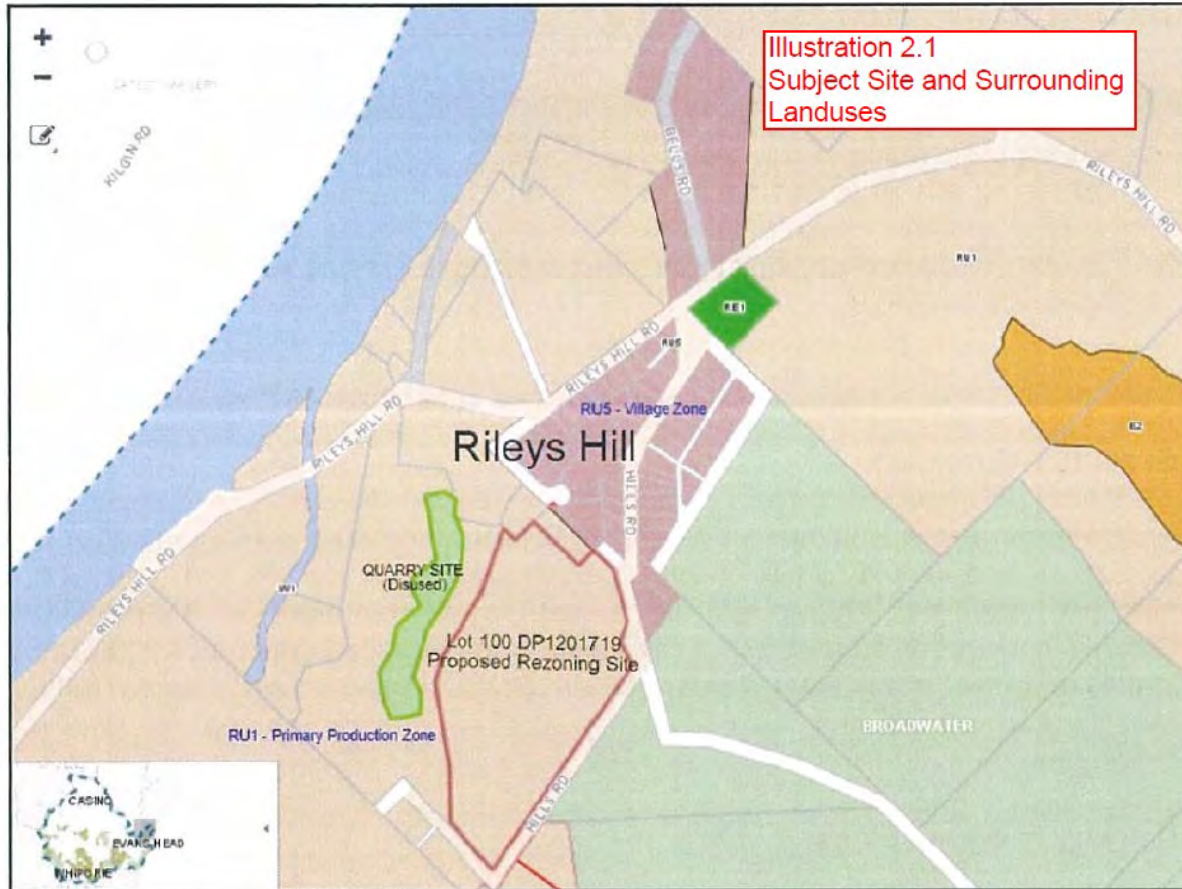 Illustration 2.1
Subject Site and Surrounding
Landuses
+
−
KILGIN RD
BELLS RD
RILEYS HILL RD
RU1
RE1
RILEYS HILL RD
RU5
RU5 - Village Zone
E2
Rileys Hill
RILEYS HILL RD
HILLS RD
QUARRY SITE
(Disused)
W1
RILEYS HILL RD
Lot 100 DP1201719
Proposed Rezoning Site
BROADWATER
RU1 - Primary Production Zone
HILLS RD
CASINO
EVANS HEAD